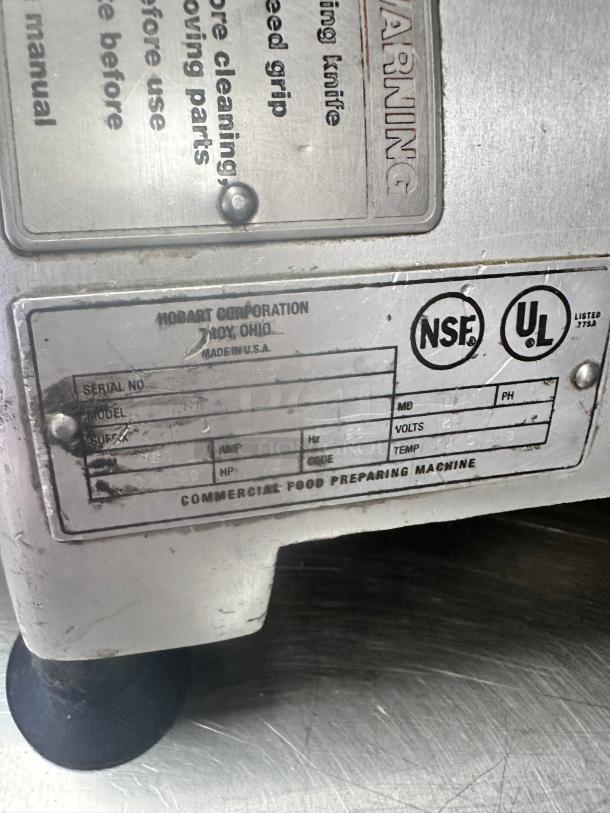 WARNING
ing knife
eed grip
ore cleaning,
oving parts
efore use
e before
manual
HOBART CORPORATION
TROY, OHIO
MADE IN U.S.A.
NSF®
UL®
LISTED
775A
SERIAL NO.
MODEL
MD
PH
SUFFIX
VOLTS
AMP
Hz
TEMP
HP
CODE
COMMERCIAL FOOD PREPARING MACHINE